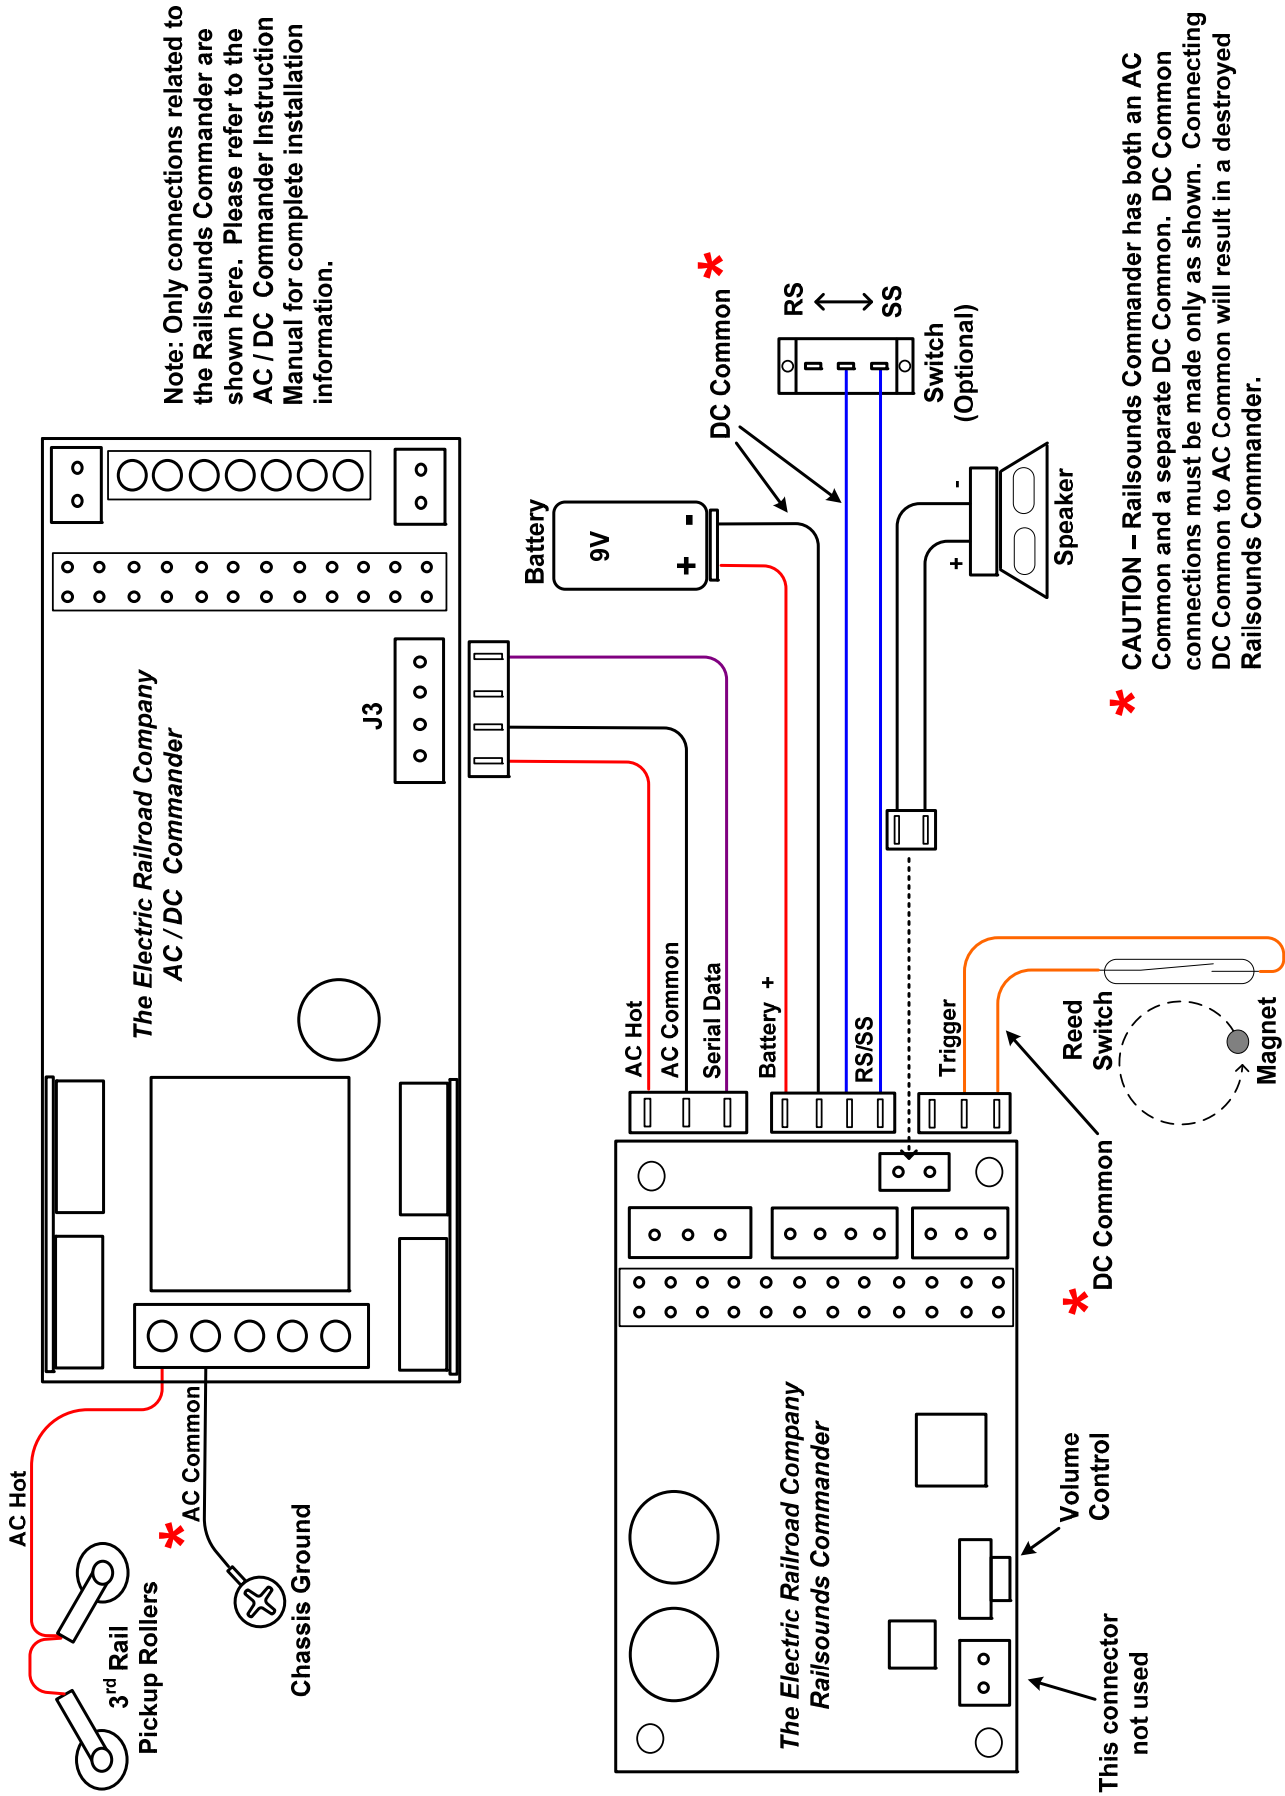 AC Hot
AC Common
*
3rd Rail
Pickup Rollers
Chassis Ground
The Electric Railroad Company
AC / DC Commander
J3
Note: Only connections related to
the Railsounds Commander are
shown here. Please refer to the
AC / DC Commander Instruction
Manual for complete installation
information.
AC Hot
AC Common
Serial Data
Battery +
RS/SS
Trigger
Battery
9V
+ -
DC Common *
RS
SS
Switch
(Optional)
+ -
Speaker
Reed
Switch
Magnet
* DC Common
The Electric Railroad Company
Railsounds Commander
Volume
Control
This connector
not used
* CAUTION – Railsounds Commander has both an AC
Common and a separate DC Common. DC Common
connections must be made only as shown. Connecting
DC Common to AC Common will result in a destroyed
Railsounds Commander.